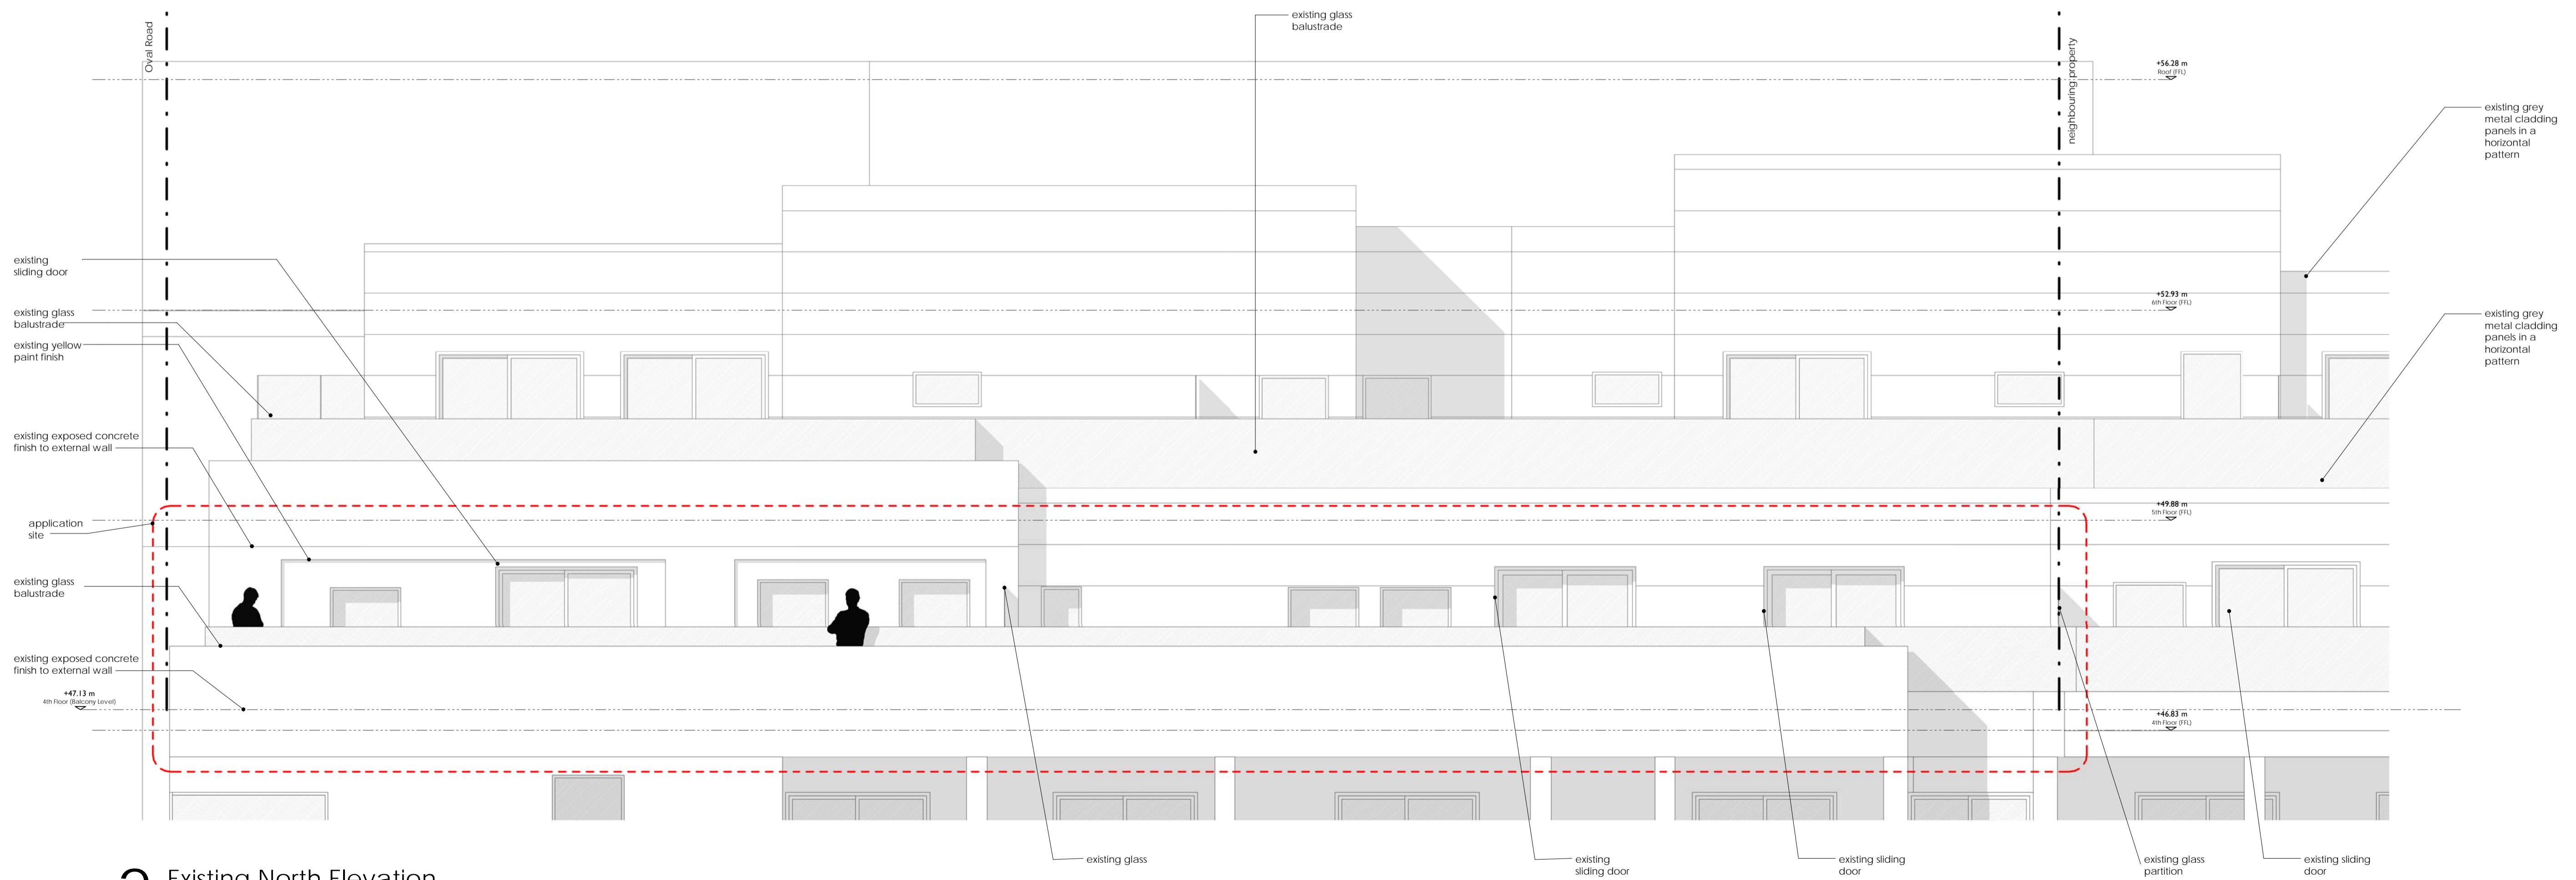 Oval Road
existing glass
balustrade
neighbouring property
+56.28 m
Roof (FFL)
existing grey
metal cladding
panels in a
horizontal
pattern
existing
sliding door
+52.93 m
6th Floor (FFL)
existing glass
balustrade
existing grey
metal cladding
panels in a
horizontal
pattern
existing yellow
paint finish
existing exposed concrete
finish to external wall
+49.88 m
5th Floor (FFL)
application
site
existing glass
balustrade
existing exposed concrete
finish to external wall
+47.13 m
4th Floor (Balcony Level)
+46.83 m
4th Floor (FFL)
existing glass
existing
sliding door
existing sliding
door
existing glass
partition
existing sliding
door
Existing North Elevation